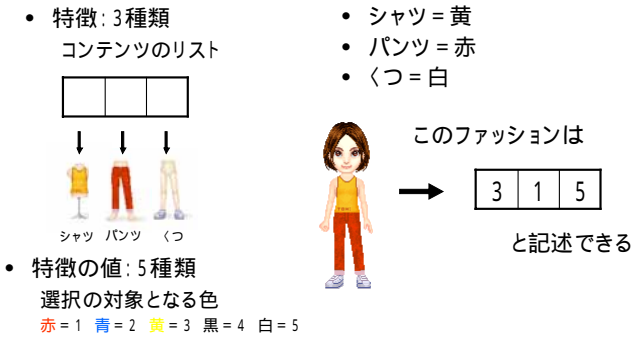 • 特徴：3種類
コンテンツのリスト
シャツ パンツ くつ
• 特徴の値：5種類
選択の対象となる色
赤=1 青=2 黄=3 黒=4 白=5
• シャツ=黄
• パンツ=赤
• くつ=白
このファッションは
3 1 5
と記述できる